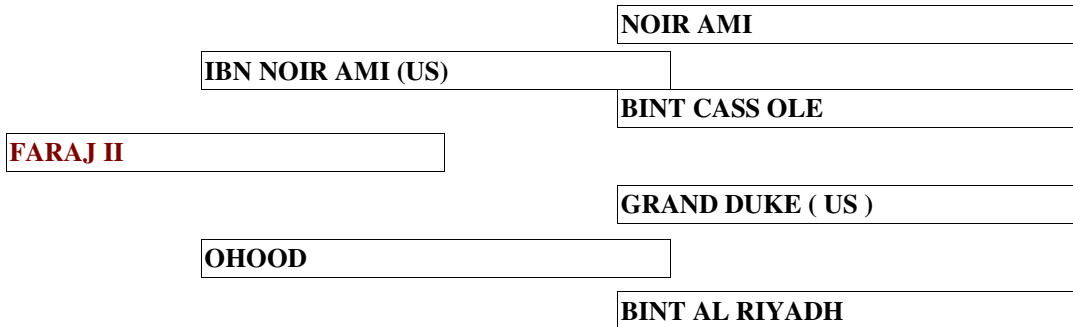 NOIR AMI
IBN NOIR AMI (US)
BINT CASS OLE
FARAJ II
GRAND DUKE ( US )
OHOOD
BINT AL RIYADH